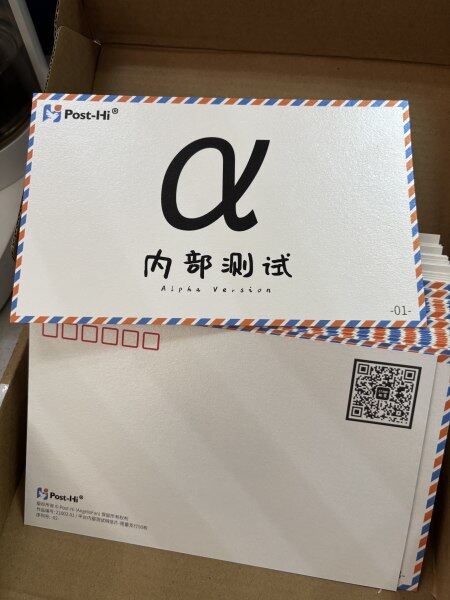 Post-Hi®
α
内部测试
Alpha Version
-01-
Post-Hi®